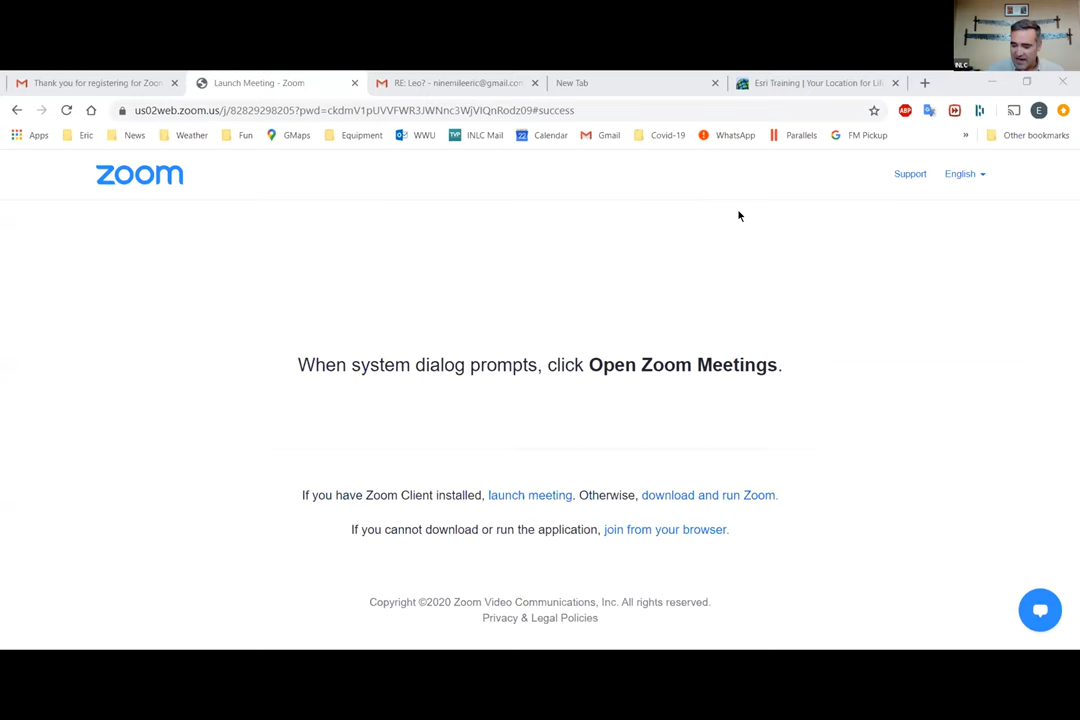 INLC
Thank you for registering for Zoom
Launch Meeting - Zoom
RE: Leo? - ninemileeric@gmail.com
New Tab
Esri Training | Your Location for Lif
us02web.zoom.us/j/82829298205?pwd=ckdmV1pUVVFWR3JWNnc3WjVIQnRodz09#success
E
Apps
Eric
News
Weather
Fun
GMaps
Equipment
WWU
INLC Mail
Calendar
Gmail
Covid-19
WhatsApp
Parallels
FM Pickup
»
Other bookmarks
zoom
Support
English
When system dialog prompts, click Open Zoom Meetings.
If you have Zoom Client installed, launch meeting. Otherwise, download and run Zoom.
If you cannot download or run the application, join from your browser.
Copyright ©2020 Zoom Video Communications, Inc. All rights reserved.
Privacy & Legal Policies